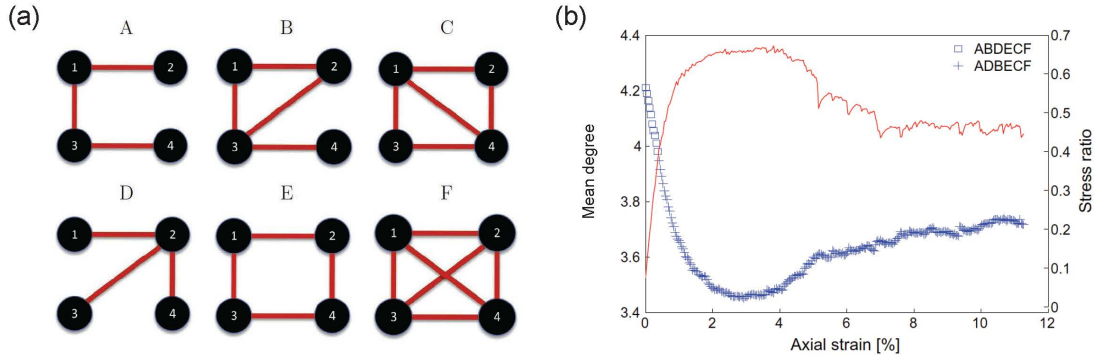 (a)
A B C
1 2 1 2 1 2
3 4 3 4 3 4
D E F
1 2 1 2 1 2
3 4 3 4 3 4
(b)
4.4
4.2
4
3.8
3.6
3.4
Mean degree
ABDECF
ADBECF
0.7
0.6
0.5
0.4
0.3
0.2
0.1
0
Stress ratio
0 2 4 6 8 10 12
Axial strain [%]